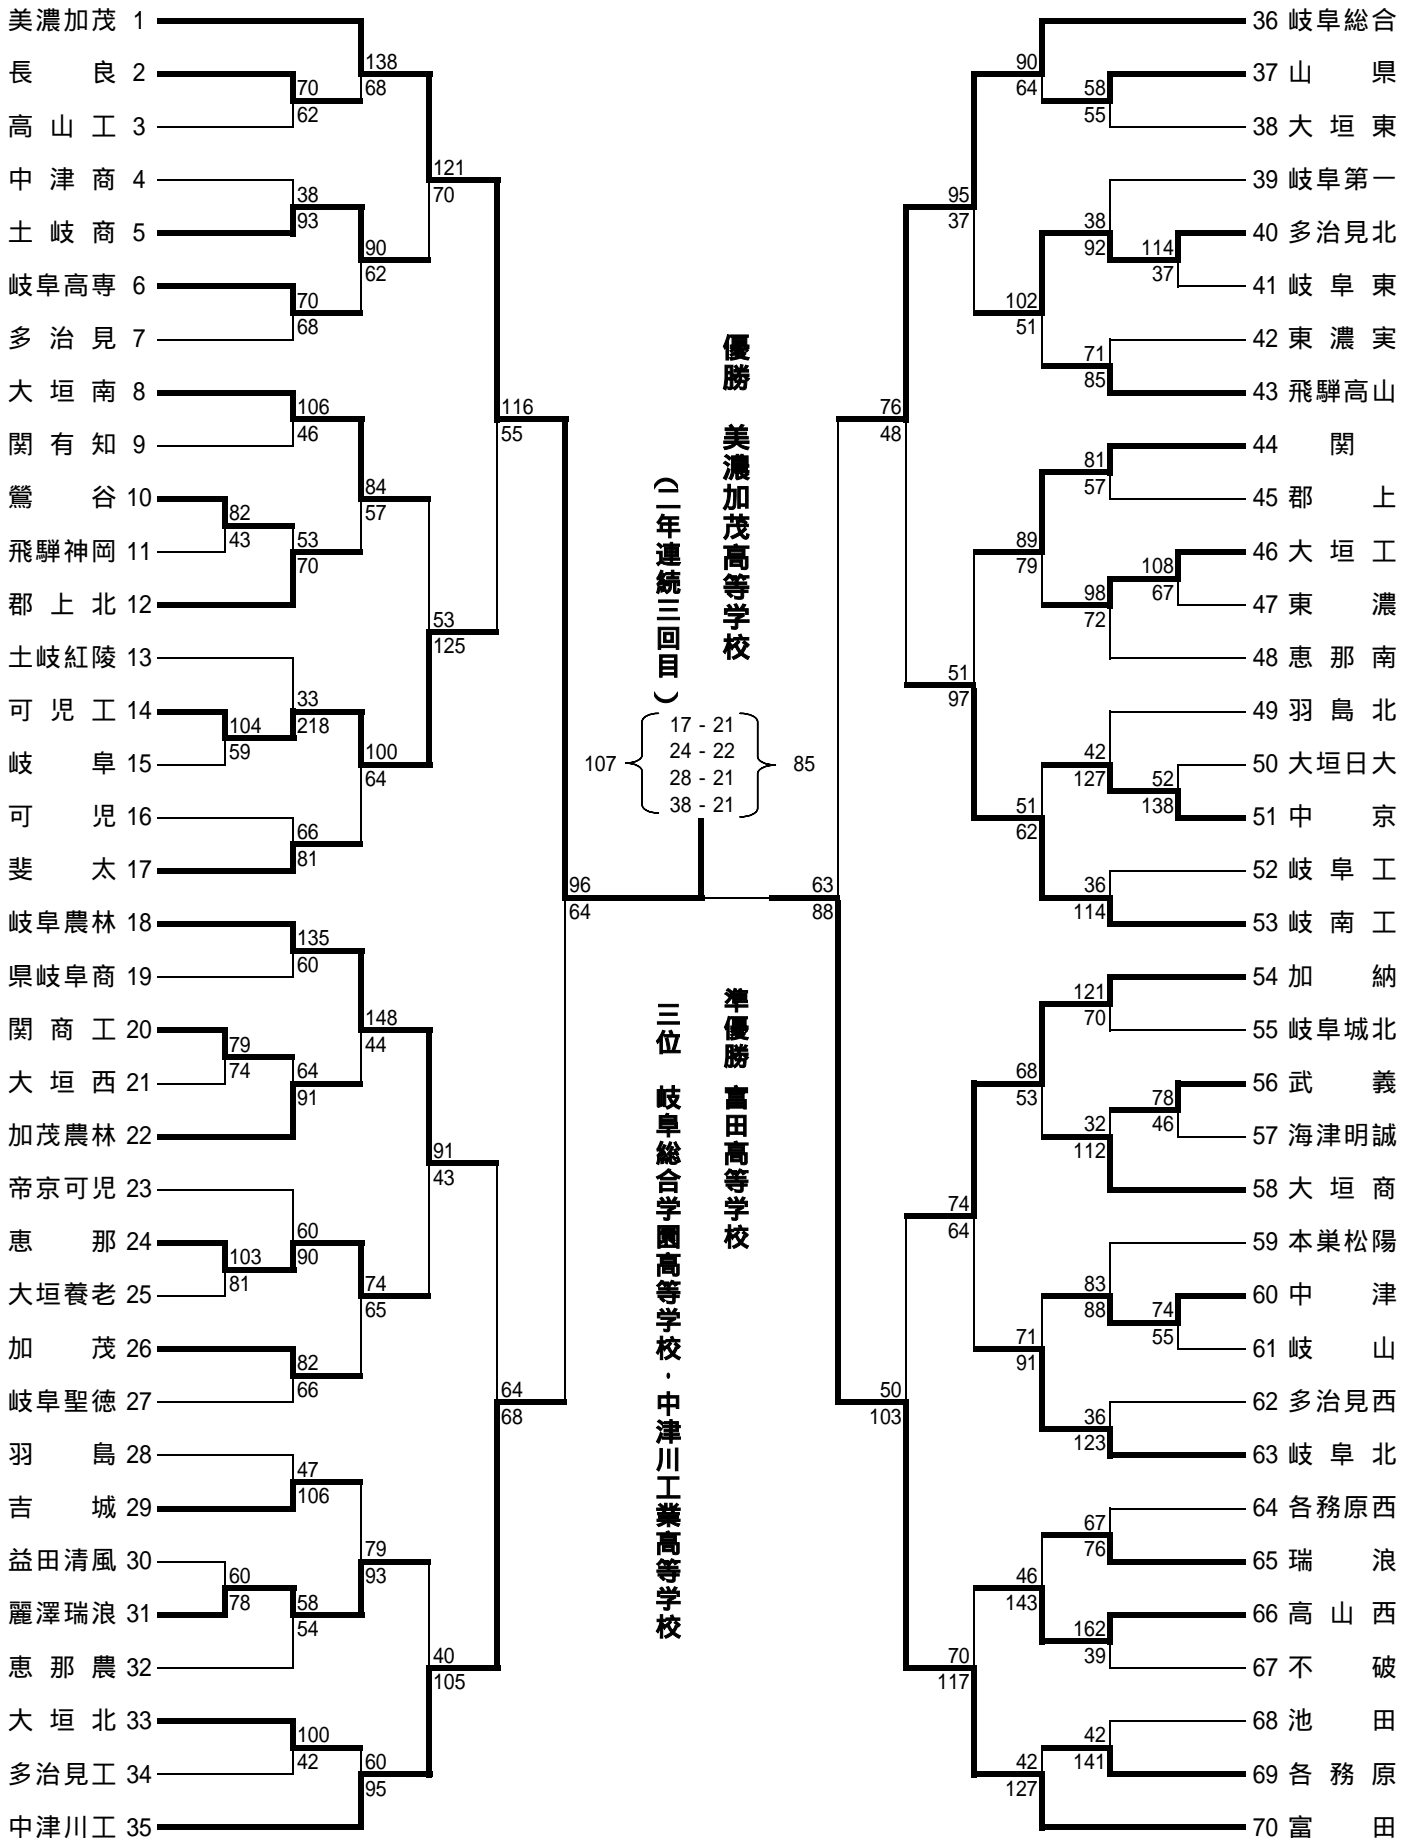 美濃加茂 1
138
68
長良 2
70
62
高山工 3
121
70
中津商 4
38
93
土岐商 5
90
62
岐阜高専 6
70
68
多治見 7
116
55
大垣南 8
106
46
関有知 9
84
57
鶯谷 10
82
43
飛騨神岡 11
53
70
郡上北 12
53
125
土岐紅陵 13
33
218
可児工 14
104
59
岐阜 15
100
64
可児 16
66
81
斐太 17
96
64
岐阜農林 18
135
60
県岐阜商 19
148
44
関商工 20
79
74
大垣西 21
64
91
加茂農林 22
91
43
帝京可児 23
60
90
恵那 24
103
81
大垣養老 25
74
65
加茂 26
82
66
岐阜聖徳 27
64
68
羽島 28
47
106
吉城 29
79
93
益田清風 30
60
78
麗澤瑞浪 31
58
54
恵那農 32
40
105
大垣北 33
100
42
多治見工 34
60
95
中津川工 35
優勝 美濃加茂高等学校
(二年連続三回目)
107
17 - 21
24 - 22
28 - 21
38 - 21
85
準優勝 富田高等学校
三位 岐阜総合学園高等学校・中津川工業高等学校
36 岐阜総合
90
64
37 山県
58
55
38 大垣東
95
37
39 岐阜第一
38
92
40 多治見北
114
37
41 岐阜東
102
51
42 東濃実
71
85
43 飛騨高山
76
48
44 関
81
57
45 郡上
89
79
46 大垣工
108
67
47 東濃
98
72
48 恵那南
51
97
49 羽島北
42
127
50 大垣日大
52
138
51 中京
51
62
52 岐阜工
36
114
53 岐南工
63
88
54 加納
121
70
55 岐阜城北
68
53
56 武義
78
46
57 海津明誠
32
112
58 大垣商
74
64
59 本巣松陽
83
88
60 中津
74
55
61 岐山
71
91
62 多治見西
36
123
63 岐阜北
50
103
64 各務原西
67
76
65 瑞浪
46
143
66 高山西
162
39
67 不破
70
117
68 池田
42
141
69 各務原
42
127
70 富田